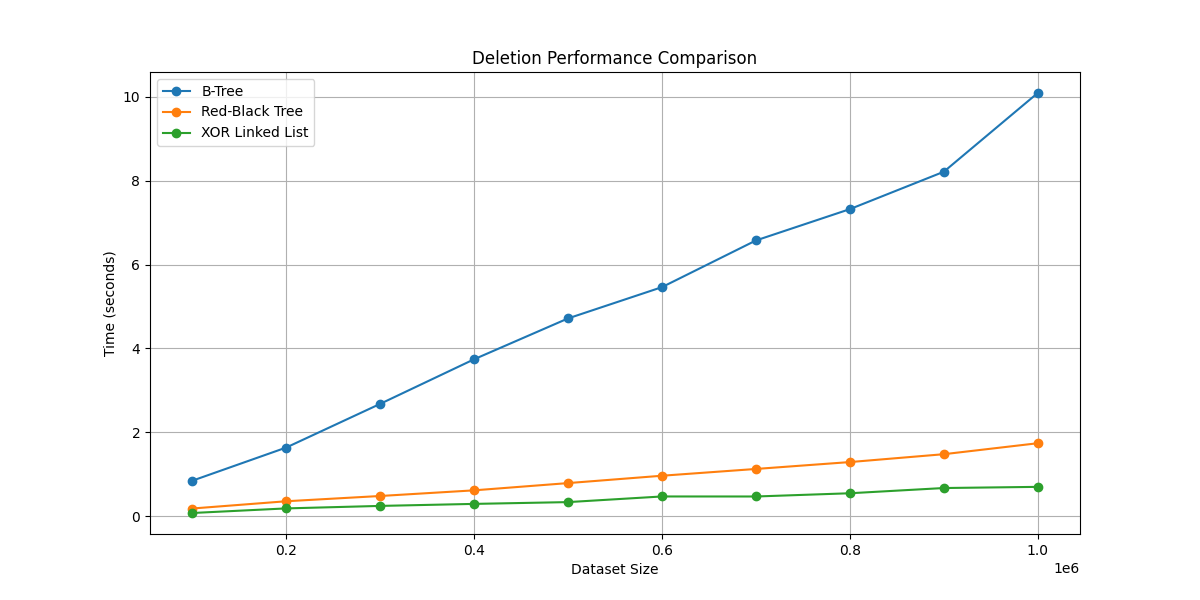 Deletion Performance Comparison
B-Tree
Red-Black Tree
XOR Linked List
Time (seconds)
10
8
6
4
2
0
0.2 0.4 0.6 0.8 1.0
1e6
Dataset Size